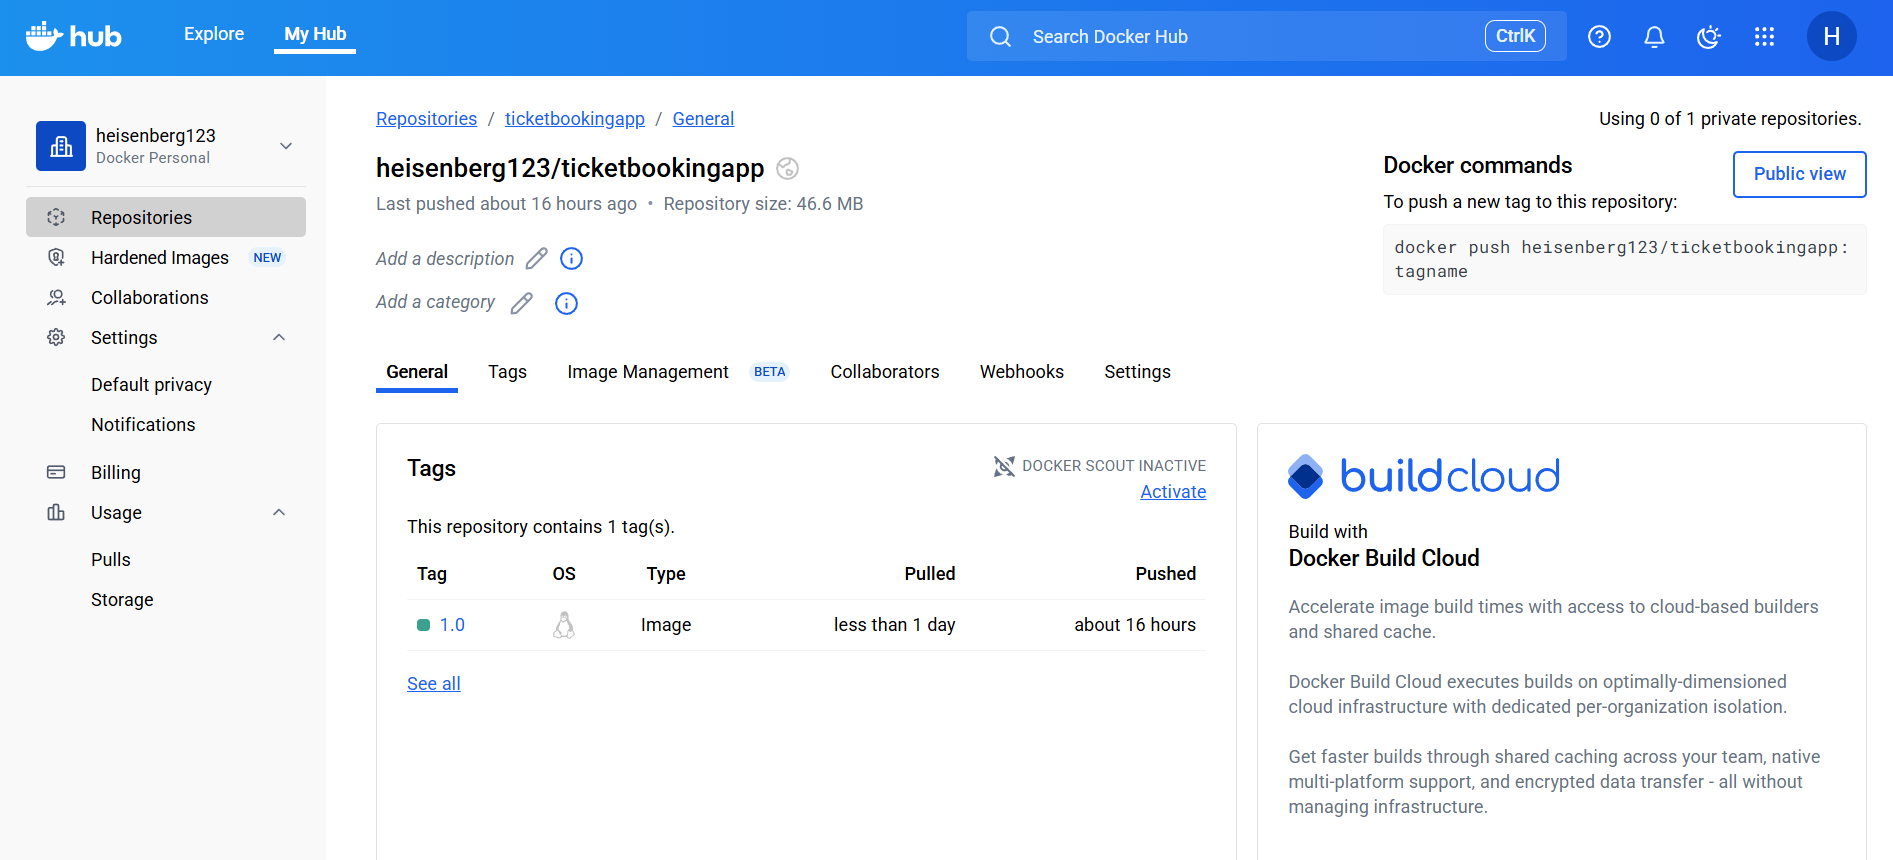 hub
Explore
My Hub
Search Docker Hub
CtrlK
H
heisenberg123
Docker Personal
Repositories
Hardened Images NEW
Collaborations
Settings
Default privacy
Notifications
Billing
Usage
Pulls
Storage
Repositories / ticketbookingapp / General
Using 0 of 1 private repositories.
heisenberg123/ticketbookingapp
Last pushed about 16 hours ago • Repository size: 46.6 MB
Add a description
Add a category
Docker commands
Public view
To push a new tag to this repository:
docker push heisenberg123/ticketbookingapp:
tagname
General Tags Image Management BETA Collaborators Webhooks Settings
Tags
DOCKER SCOUT INACTIVE
Activate
This repository contains 1 tag(s).
Tag OS Type Pulled Pushed
1.0 Image less than 1 day about 16 hours
See all
buildcloud
Build with
Docker Build Cloud
Accelerate image build times with access to cloud-based builders
and shared cache.
Docker Build Cloud executes builds on optimally-dimensioned
cloud infrastructure with dedicated per-organization isolation.
Get faster builds through shared caching across your team, native
multi-platform support, and encrypted data transfer - all without
managing infrastructure.